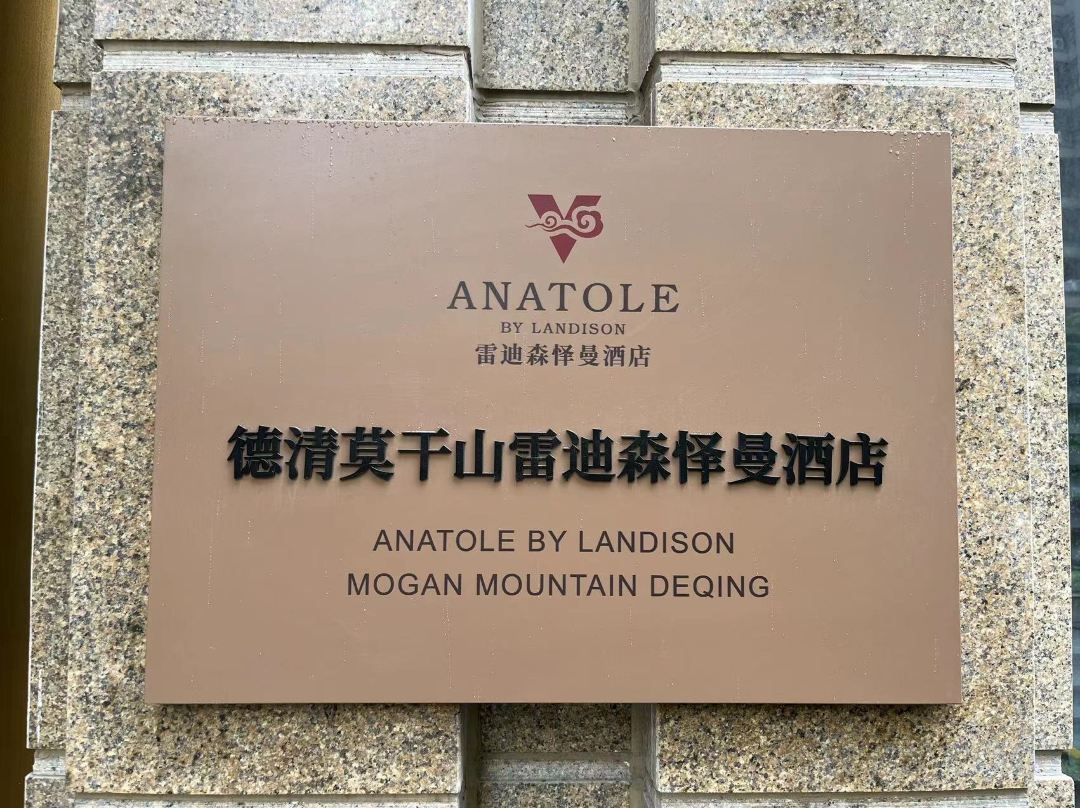 ANATOLE
BY LANDISON
雷迪森怿曼酒店
德清莫干山雷迪森怿曼酒店
ANATOLE BY LANDISON
MOGAN MOUNTAIN DEQING